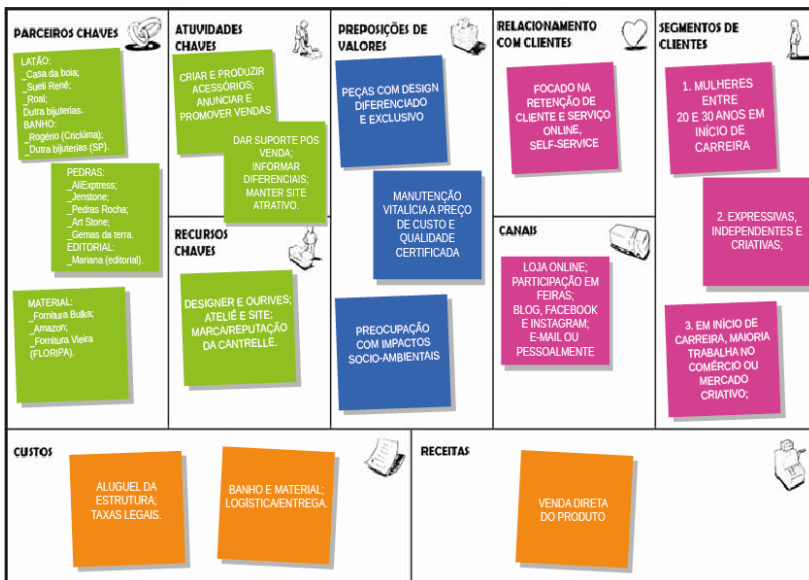 PARCEIROS CHAVES
LATÃO:
_Casa da boia;
_Sueli Renê;
_Roal;
Dutra bijuterias.
BANHO:
_Rogério (Criciúma);
_Dutra bijuterias (SP).
PEDRAS:
_AliExptress;
_Jenstone;
_Pedras Rocha;
_Art Stone;
_Gemas da terra.
EDITORIAL:
_Mariana (editorial).
MATERIAL:
_Fornitura Bulka;
_Amazon;
_Fornitura Vieira
(FLORIPA).
ATUVIDADES
CHAVES
CRIAR E PRODUZIR
ACESSÓRIOS;
ANUNCIAR E
PROMOVER VENDAS
DAR SUPORTE PÓS
VENDA;
INFORMAR
DIFERENCIAIS;
MANTER SITE
ATRATIVO.
RECURSOS
CHAVES
DESIGNER E OURIVES;
ATELIÊ E SITE;
MARCA/REPUTAÇÃO
DA CANTRELLE.
PREPOSIÇÕES DE
VALORES
PEÇAS COM DESIGN
DIFERENCIADO
E EXCLUSIVO
MANUTENÇÃO
VITALÍCIA A PREÇO
DE CUSTO E
QUALIDADE
CERTIFICADA
PREOCUPAÇÃO
COM IMPACTOS
SOCIO-AMBIENTAIS
RELACIONAMENTO
COM CLIENTES
FOCADO NA
RETENÇÃO DE
CLIENTE E SERVIÇO
ONLINE,
SELF-SERVICE
CANAIS
LOJA ONLINE;
PARTICIPAÇÃO EM
FEIRAS;
BLOG, FACEBOOK
E INSTAGRAM;
E-MAIL OU
PESSOALMENTE
SEGMENTOS DE
CLIENTES
1. MULHERES
ENTRE
20 E 30 ANOS EM
INÍCIO DE
CARREIRA
2. EXPRESSIVAS,
INDEPENDENTES E
CRIATIVAS;
3. EM INÍCIO DE
CARREIRA, MAIORIA
TRABALHA NO
COMÉRCIO OU
MERCADO
CRIATIVO;
CUSTOS
ALUGUEL DA
ESTRUTURA;
TAXAS LEGAIS.
BANHO E MATERIAL;
LOGÍSTICA/ENTREGA.
RECEITAS
VENDA DIRETA
DO PRODUTO